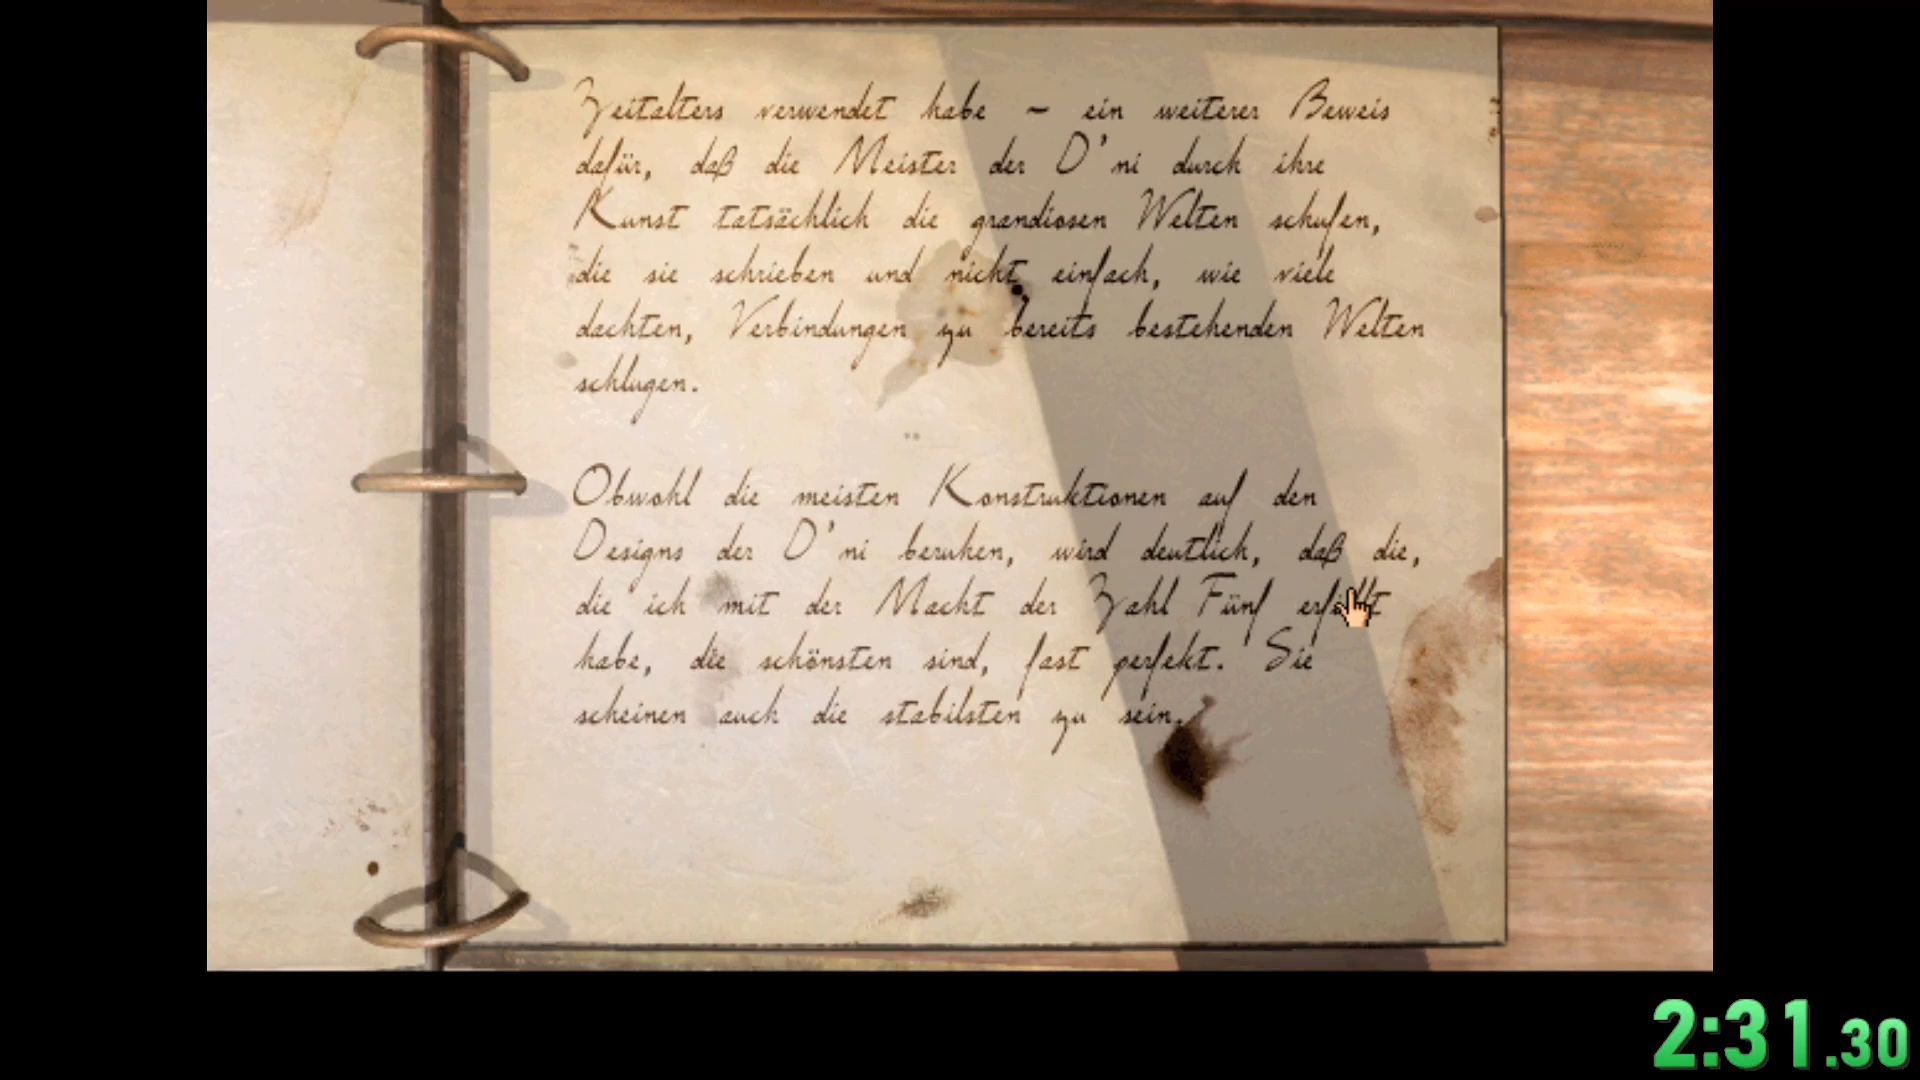 Zeitalters verwendet habe – ein weiterer Beweis
dafür, daß die Meister der D'ni durch ihre
Kunst tatsächlich die grandiosen Welten schufen,
die sie schrieben und nicht einfach, wie viele
dachten, Verbindungen zu bereits bestehenden Welten
schlugen.
Obwohl die meisten Konstruktionen auf den
Designs der D'ni beruhen, wird deutlich, daß die,
die ich mit der Macht der Zahl Fünf erfüllt
habe, die schönsten sind, fast perfekt. Sie
scheinen auch die stabilsten zu sein.
2:31.30